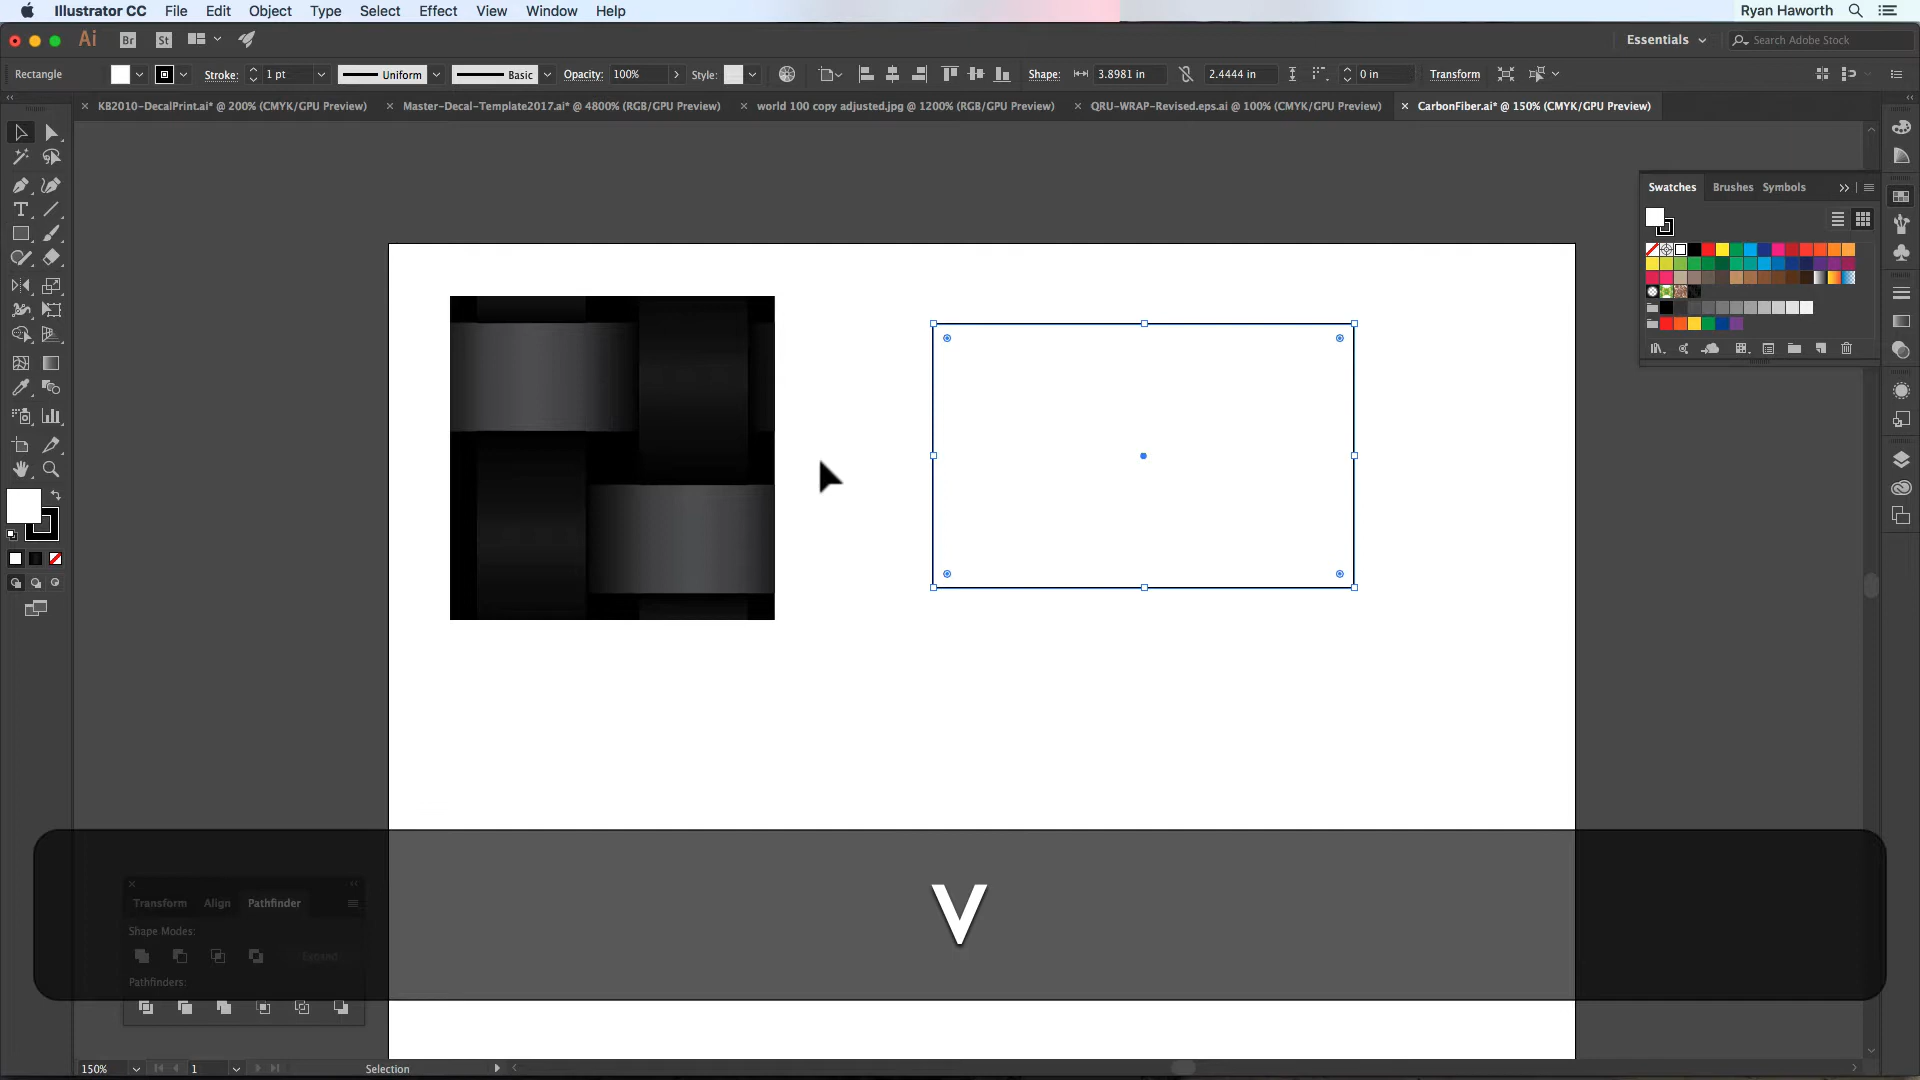 Illustrator CC File Edit Object Type Select Effect View Window Help Ryan Haworth
Ai Br St Essentials Search Adobe Stock
Rectangle Stroke: 1 pt Uniform Basic Opacity: 100% Style: Shape: 3.8981 in 2.4444 in 0 in Transform
× KB2010-DecalPrint.ai* @ 200% (CMYK/GPU Preview) × Master-Decal-Template2017.ai* @ 4800% (RGB/GPU Preview) × world 100 copy adjusted.jpg @ 1200% (RGB/GPU Preview) × QRU-WRAP-Revised.eps.ai @ 100% (CMYK/GPU Preview) × CarbonFiber.ai* @ 150% (CMYK/GPU Preview)
Swatches Brushes Symbols
V
Transform Align Pathfinder
Shape Modes:
Expand
Pathfinders:
150% 1 Selection